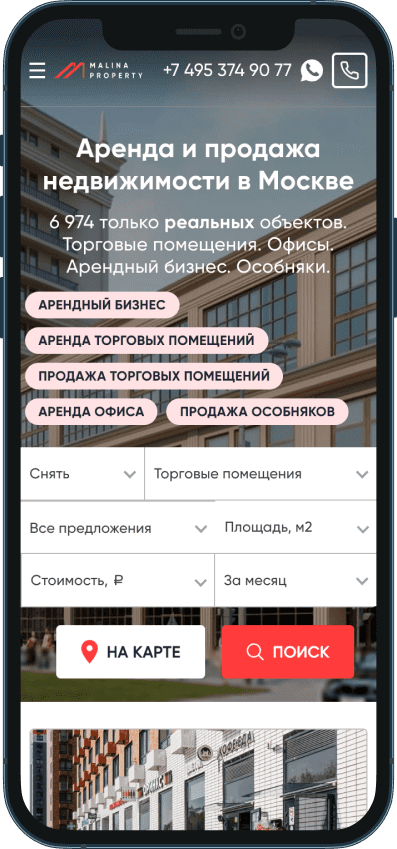 MALINA
PROPERTY
+7 495 374 90 77
Аренда и продажа
недвижимости в Москве
6 974 только реальных объектов.
Торговые помещения. Офисы.
Арендный бизнес. Особняки.
АРЕНДНЫЙ БИЗНЕС
АРЕНДА ТОРГОВЫХ ПОМЕЩЕНИЙ
ПРОДАЖА ТОРГОВЫХ ПОМЕЩЕНИЙ
АРЕНДА ОФИСА ПРОДАЖА ОСОБНЯКОВ
Снять Торговые помещения
Все предложения Площадь, м2
Стоимость, ₽ За месяц
НА КАРТЕ ПОИСК